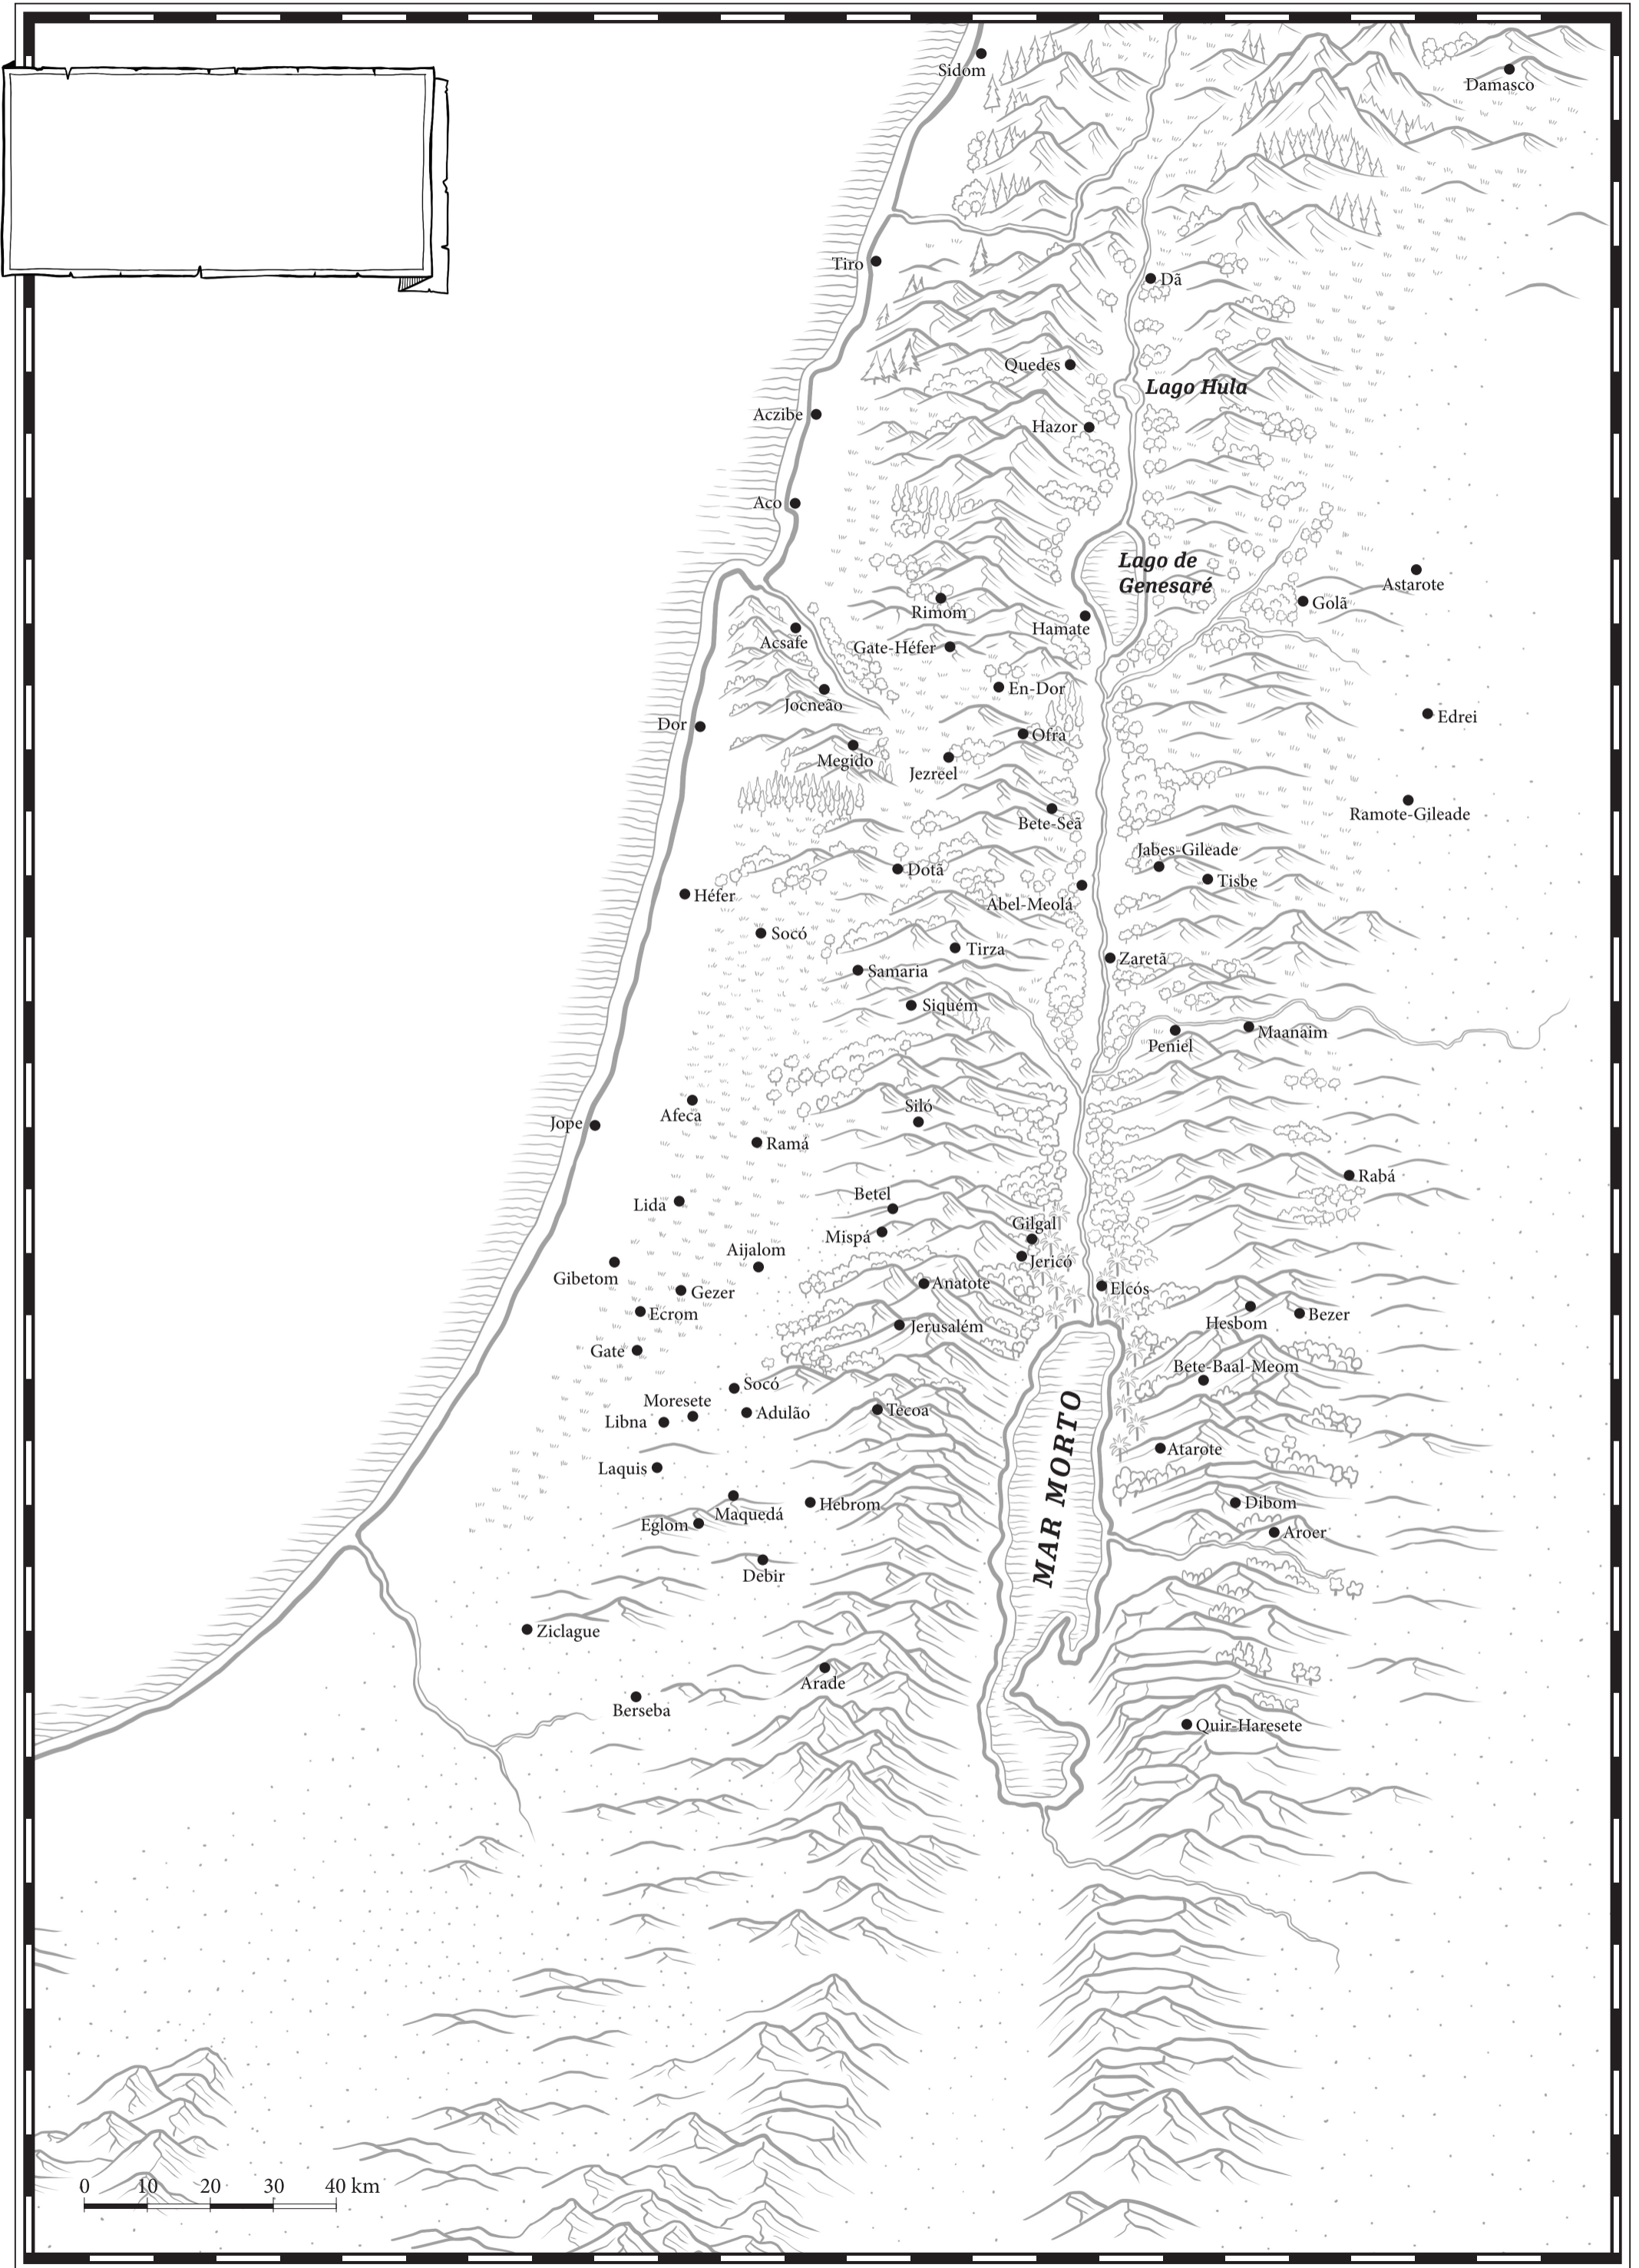 Sidom
Damasco
Tiro
Dã
Quedes
Lago Hula
Aczibe
Hazor
Aco
Lago de
Genesaré
Astarote
Golã
Rimom
Hamate
Acsafe
Gate-Héfer
En-Dor
Jocneão
Edrei
Dor
Ofra
Megido
Jezreel
Ramote-Gileade
Bete-Seã
Jabes-Gileade
Dotã
Tisbe
Héfer
Abel-Meolá
Socó
Tirza
Zaretã
Samaria
Siquém
Maanaim
Peniel
Siló
Afeca
Jope
Ramá
Rabá
Betel
Lida
Gilgal
Mispá
Aijalom
Jericó
Gibetom
Anatote
Elcós
Gezer
Ecrom
Hesbom
Bezer
Jerusalém
Gate
Bete-Baal-Meom
Socó
Moresete
Adulão
Tecoa
Libna
MAR MORTO
Atarote
Laquis
Hebrom
Dibom
Maquedá
Eglom
Aroer
Debir
Ziclague
Arade
Berseba
Quir-Haresete
0 10 20 30 40 km